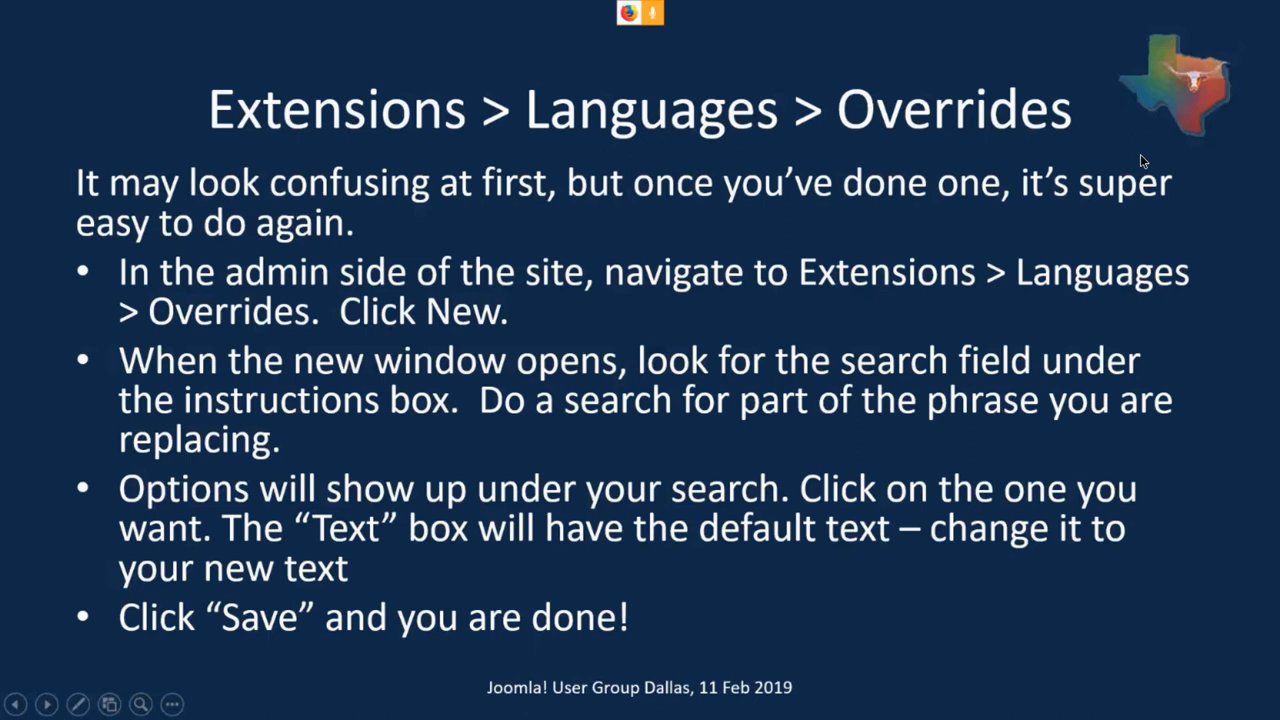 Extensions > Languages > Overrides
It may look confusing at first, but once you’ve done one, it’s super
easy to do again.
• In the admin side of the site, navigate to Extensions > Languages
> Overrides.  Click New.
• When the new window opens, look for the search field under
the instructions box.  Do a search for part of the phrase you are
replacing.
• Options will show up under your search. Click on the one you
want. The “Text” box will have the default text – change it to
your new text
• Click “Save” and you are done!
Joomla! User Group Dallas, 11 Feb 2019